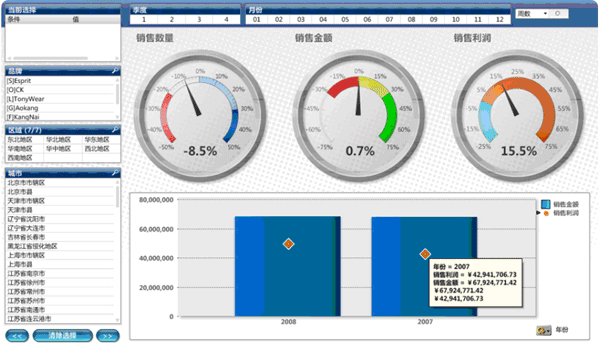 当前选择
条件 值
季度
1 2 3 4
月份
01 02 03 04 05 06 07 08 09 10 11 12
周数
品牌
[S]Esprit
[O]CK
[L]TonyWear
[G]Aokang
[F]KangNai
区域 (7/7)
东北地区 华北地区 华东地区
华南地区 华中地区 西北地区
西南地区
城市
北京市市辖区
北京市县
天津市市辖区
辽宁省沈阳市
辽宁省大连市
吉林省长春市
黑龙江省绥化地区
上海市市辖区
上海市县
江苏省南京市
江苏省徐州市
江苏省常州市
江苏省苏州市
江苏省南通市
江苏省连云港市
<< 清除选择 >>
销售数量
-50% -40% -30% -20% -10% 0% 10% 20% 30% 40% 50%
-8.5%
销售金额
-75% -60% -45% -30% -15% 0% 15% 30% 45% 60% 75%
0.7%
销售利润
-25% -15% -5% 5% 15% 25% 35% 45% 55% 65% 75%
15.5%
80,000,000
60,000,000
40,000,000
20,000,000
0
2008 2007
销售金额
销售利润
年份 = 2007
销售利润 = ￥42,941,706.73
销售金额 = ￥67,924,771.42
￥67,924,771.42
￥42,941,706.73
年份